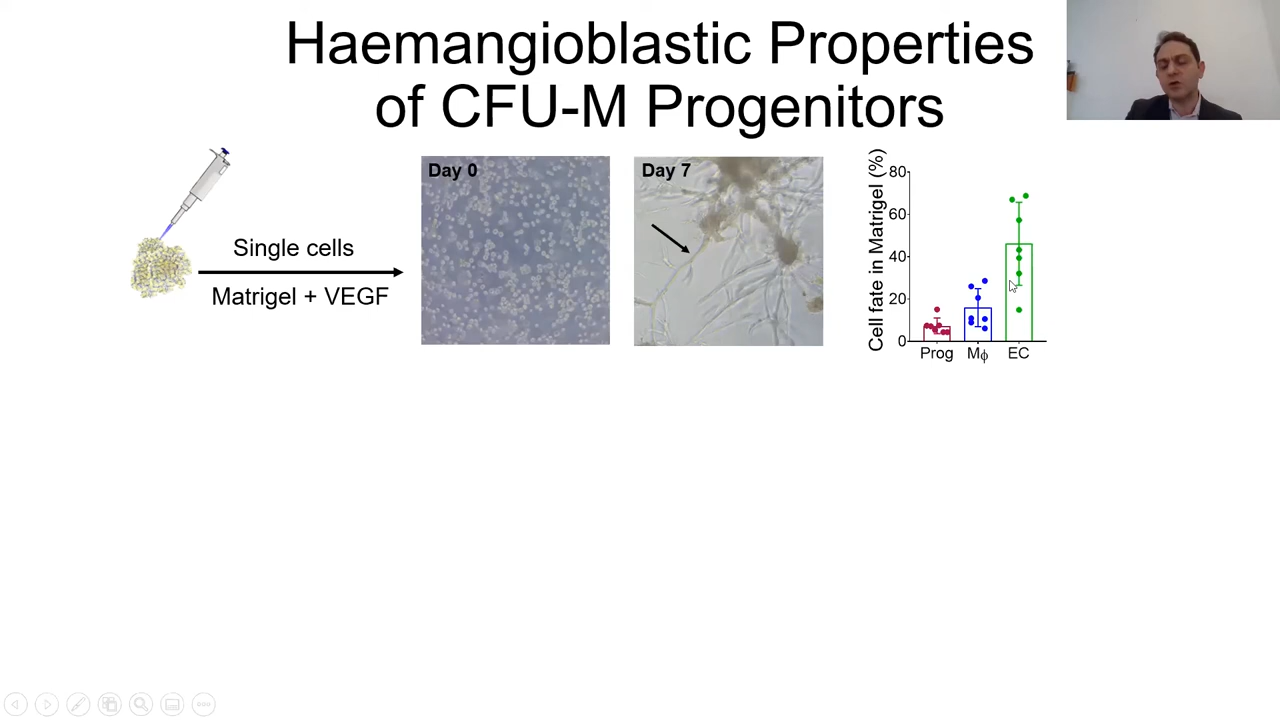 Haemangioblastic Properties
of CFU-M Progenitors
Single cells
Matrigel + VEGF
Day 0
Day 7
Cell fate in Matrigel (%)
80
60
40
20
0
Prog Mϕ EC